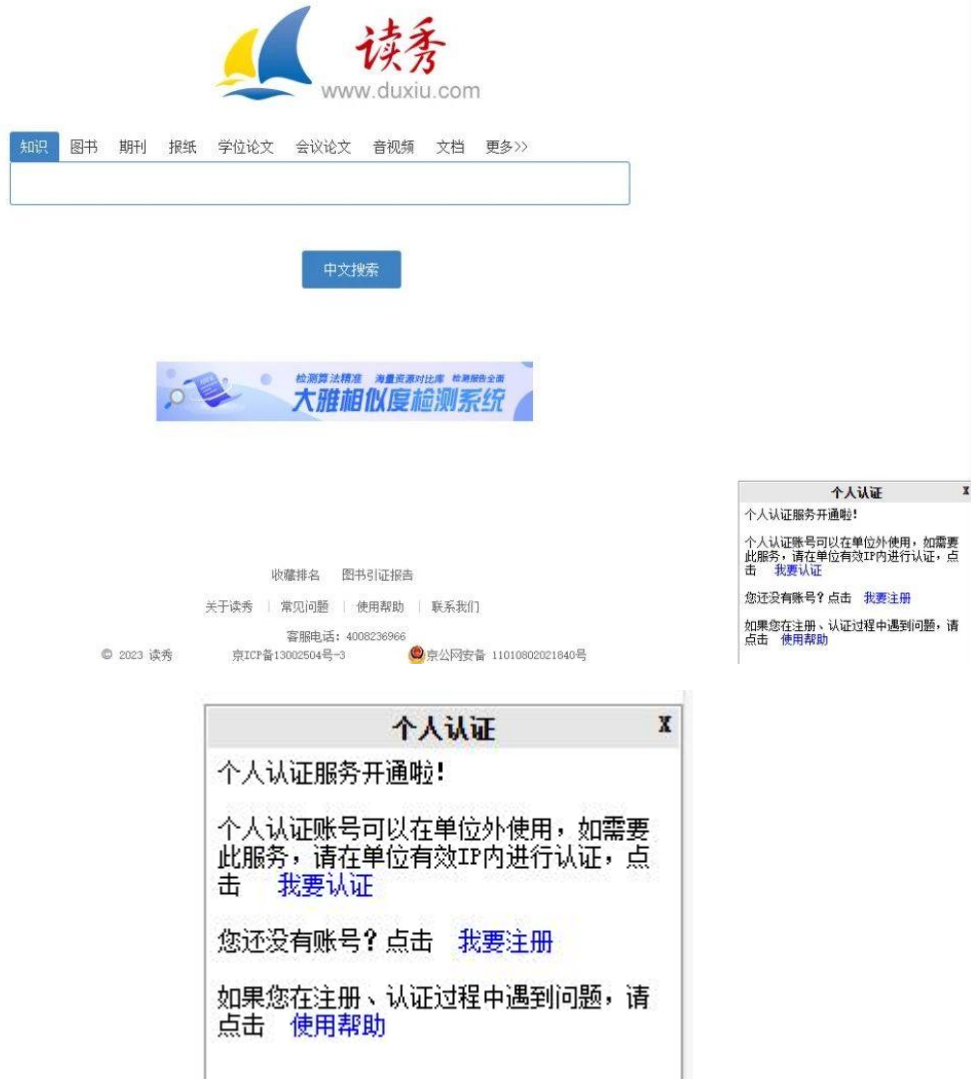 读秀
www.duxiu.com
知识 图书 期刊 报纸 学位论文 会议论文 音视频 文档 更多>>
中文搜索
检测算法精准 海量资源对比库 检测报告全面
大雅相似度检测系统
个人认证 X
个人认证服务开通啦!
个人认证账号可以在单位外使用，如需要
此服务，请在单位有效IP内进行认证，点
击 我要认证
您还没有账号?点击 我要注册
如果您在注册、认证过程中遇到问题，请
点击 使用帮助
收藏排名 图书引证报告
关于读秀 | 常见问题 | 使用帮助 | 联系我们
客服电话：4008236966
© 2023 读秀 京ICP备13002504号-3 京公网安备 11010802021840号
个人认证 X
个人认证服务开通啦!
个人认证账号可以在单位外使用，如需要
此服务，请在单位有效IP内进行认证，点
击 我要认证
您还没有账号?点击 我要注册
如果您在注册、认证过程中遇到问题，请
点击 使用帮助